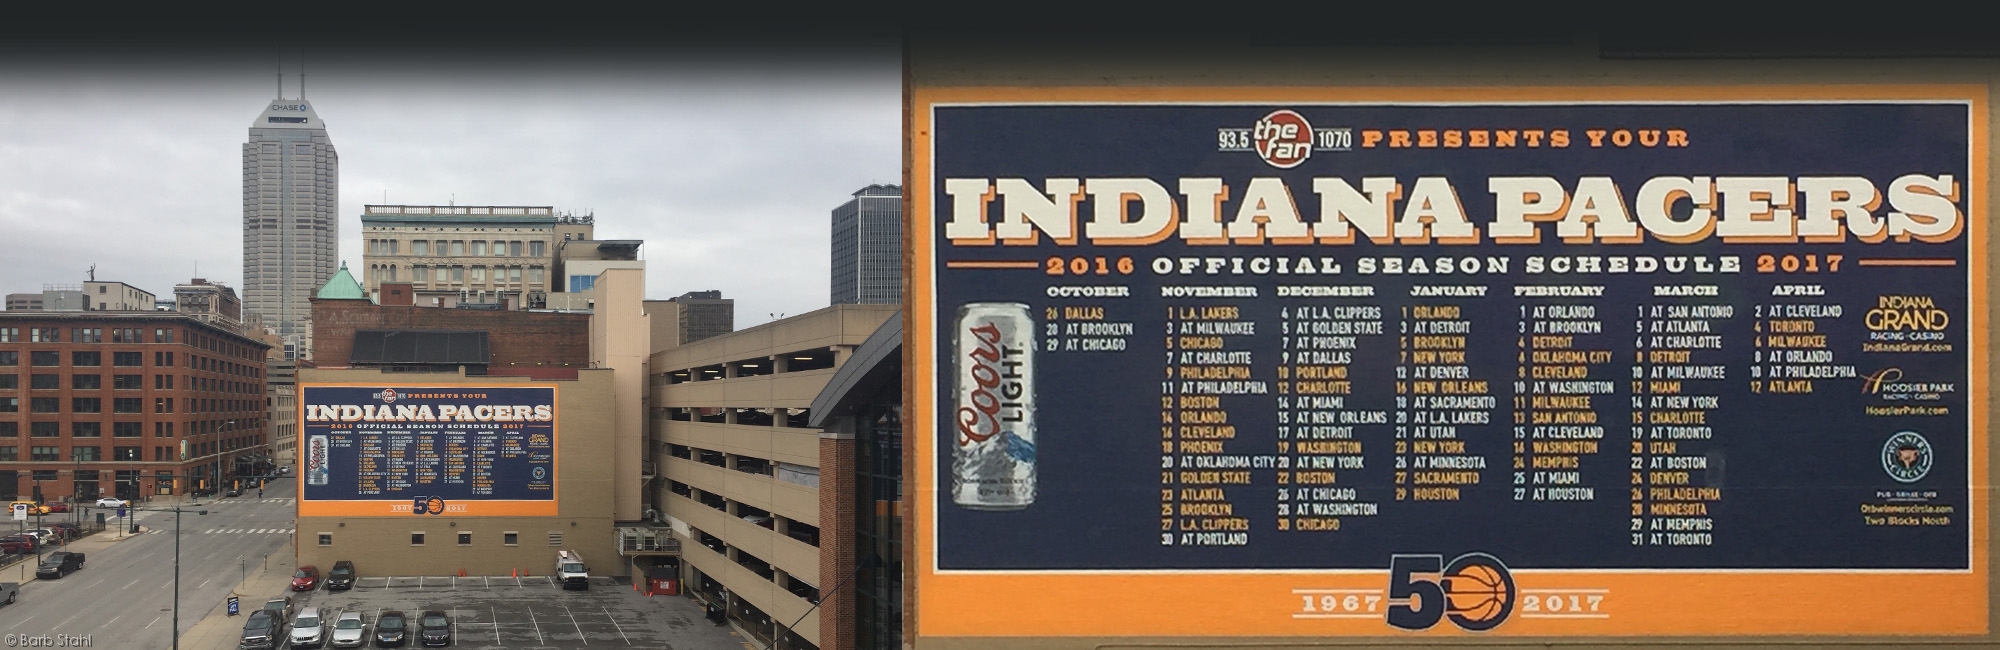 CHASE
© Barb Stahl
93.5 the fan 1070 PRESENTS YOUR
INDIANA PACERS
2016 OFFICIAL SEASON SCHEDULE 2017
Coors LIGHT
OCTOBER
26 DALLAS
28 AT BROOKLYN
29 AT CHICAGO
NOVEMBER
1 L.A. LAKERS
3 AT MILWAUKEE
5 CHICAGO
7 AT CHARLOTTE
9 PHILADELPHIA
11 AT PHILADELPHIA
12 BOSTON
14 ORLANDO
16 CLEVELAND
18 PHOENIX
20 AT OKLAHOMA CITY
21 GOLDEN STATE
23 ATLANTA
25 BROOKLYN
27 L.A. CLIPPERS
30 AT PORTLAND
DECEMBER
4 AT L.A. CLIPPERS
5 AT GOLDEN STATE
7 AT PHOENIX
9 AT DALLAS
10 PORTLAND
12 CHARLOTTE
14 AT MIAMI
15 AT NEW ORLEANS
17 AT DETROIT
19 WASHINGTON
20 AT NEW YORK
22 BOSTON
26 AT CHICAGO
28 AT WASHINGTON
30 CHICAGO
JANUARY
1 ORLANDO
3 AT DETROIT
5 BROOKLYN
7 NEW YORK
12 AT DENVER
16 NEW ORLEANS
18 AT SACRAMENTO
20 AT L.A. LAKERS
21 AT UTAH
23 NEW YORK
26 AT MINNESOTA
27 SACRAMENTO
29 HOUSTON
FEBRUARY
1 AT ORLANDO
3 AT BROOKLYN
4 DETROIT
6 OKLAHOMA CITY
8 CLEVELAND
10 AT WASHINGTON
11 MILWAUKEE
13 SAN ANTONIO
15 AT CLEVELAND
16 WASHINGTON
24 MEMPHIS
25 AT MIAMI
27 AT HOUSTON
MARCH
1 AT SAN ANTONIO
5 AT ATLANTA
6 AT CHARLOTTE
8 DETROIT
10 AT MILWAUKEE
12 MIAMI
14 AT NEW YORK
15 CHARLOTTE
19 AT TORONTO
20 UTAH
22 AT BOSTON
24 DENVER
26 PHILADELPHIA
28 MINNESOTA
29 AT MEMPHIS
31 AT TORONTO
APRIL
2 AT CLEVELAND
4 TORONTO
6 MILWAUKEE
8 AT ORLANDO
10 AT PHILADELPHIA
12 ATLANTA
INDIANA
GRAND
RACING · CASINO
IndianaGrand.com
HOOSIER PARK
RACING · CASINO
HoosierPark.com
WINNER'S
CIRCLE
PUB · GRILLE · OTB
Otbwinnerscircle.com
Two Blocks North
1967 50 2017